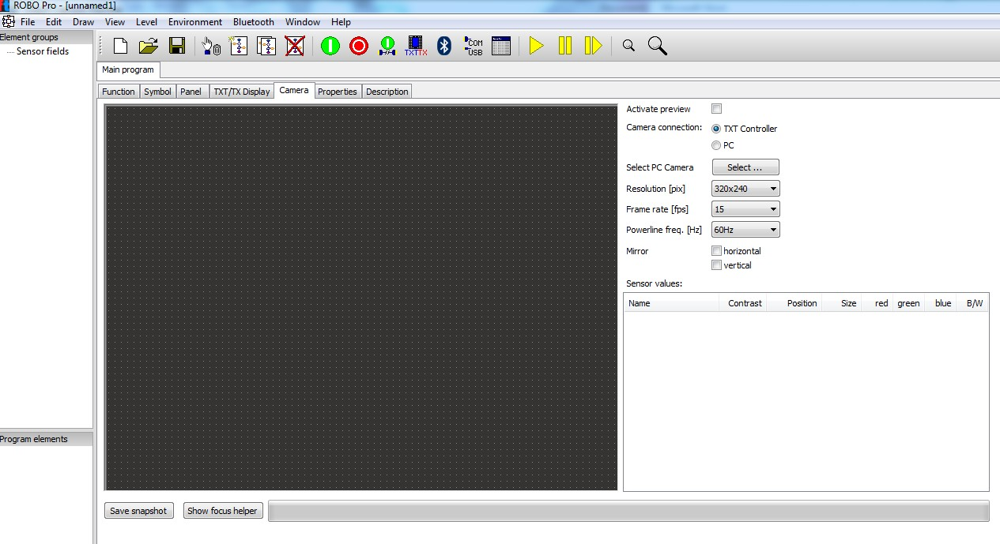 ROBO Pro - [unnamed1]
File Edit Draw View Level Environment Bluetooth Window Help
Element groups
Sensor fields
TXT TX
COM
USB
Main program
Function Symbol Panel TXT/TX Display Camera Properties Description
Activate preview
Camera connection: TXT Controller
PC
Select PC Camera Select ...
Resolution [pix] 320x240
Frame rate [fps] 15
Powerline freq. [Hz] 60Hz
Mirror horizontal
vertical
Sensor values:
Name Contrast Position Size red green blue B/W
Program elements
Save snapshot Show focus helper